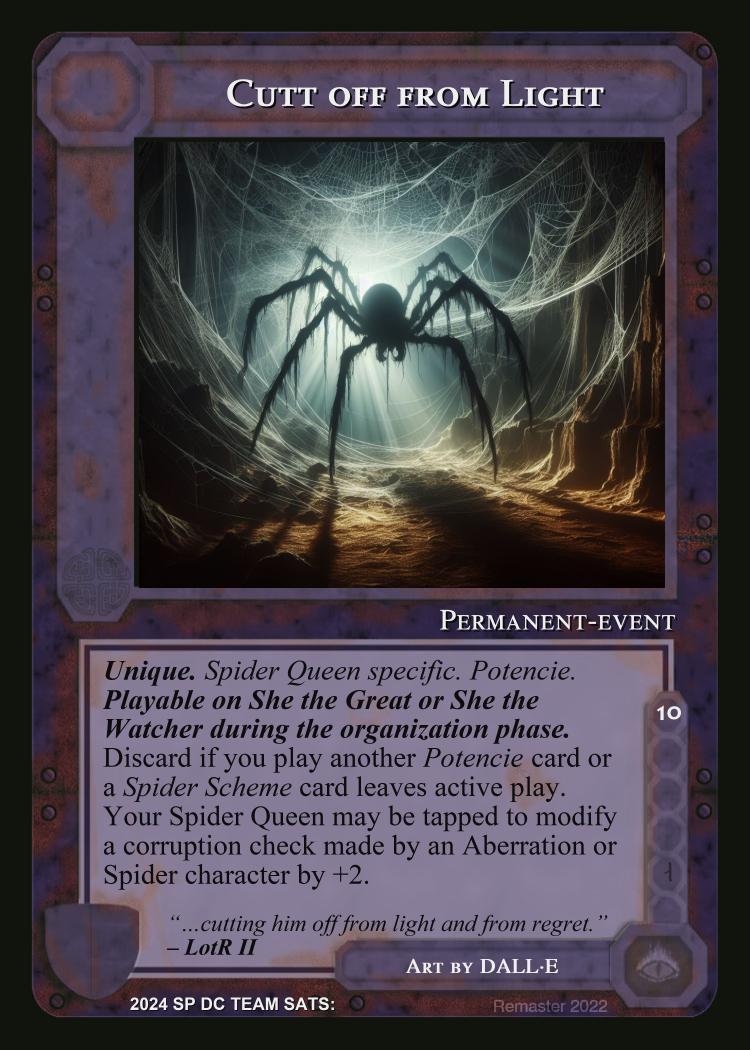 Cutt off from Light
Permanent-event
Unique. Spider Queen specific. Potencie.
Playable on She the Great or She the
Watcher during the organization phase.
Discard if you play another Potencie card or
a Spider Scheme card leaves active play.
Your Spider Queen may be tapped to modify
a corruption check made by an Aberration or
Spider character by +2.
10
“...cutting him off from light and from regret.”
– LotR II
Art by DALL·E
2024 SP DC TEAM SATS:
Remaster 2022